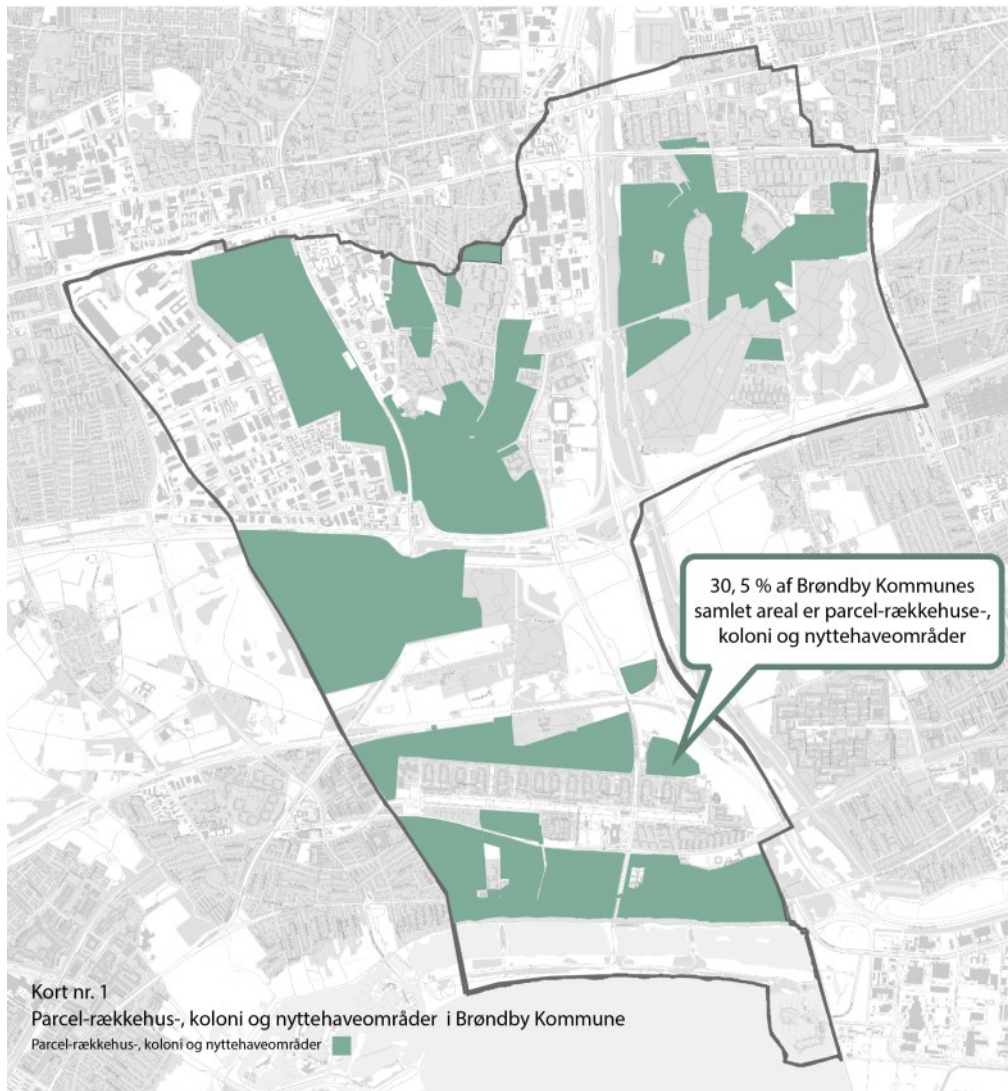 30, 5 % af Brøndby Kommunes
samlet areal er parcel-rækkehuse-,
koloni og nyttehaveområder
Kort nr. 1
Parcel-rækkehus-, koloni og nyttehaveområder i Brøndby Kommune
Parcel-rækkehus-, koloni og nyttehaveområder